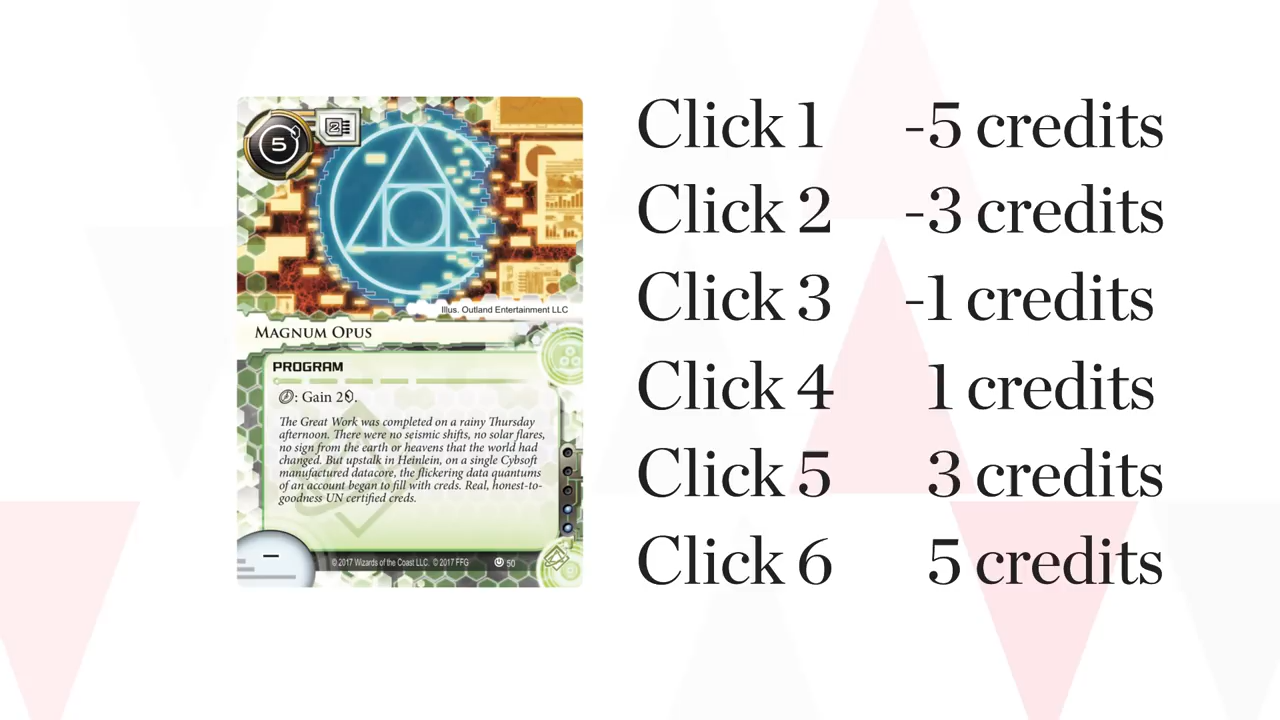 5
2
Illus. Outland Entertainment LLC
MAGNUM OPUS
PROGRAM
: Gain 2.
The Great Work was completed on a rainy Thursday
afternoon. There were no seismic shifts, no solar flares,
no sign from the earth or heavens that the world had
changed. But upstalk in Heinlein, on a single Cybsoft
manufactured datacore, the flickering data quantums
of an account began to fill with creds. Real, honest-to-
goodness UN certified creds.
–
© 2017 Wizards of the Coast LLC. © 2017 FFG
50
Click 1 -5 credits
Click 2 -3 credits
Click 3 -1 credits
Click 4 1 credits
Click 5 3 credits
Click 6 5 credits